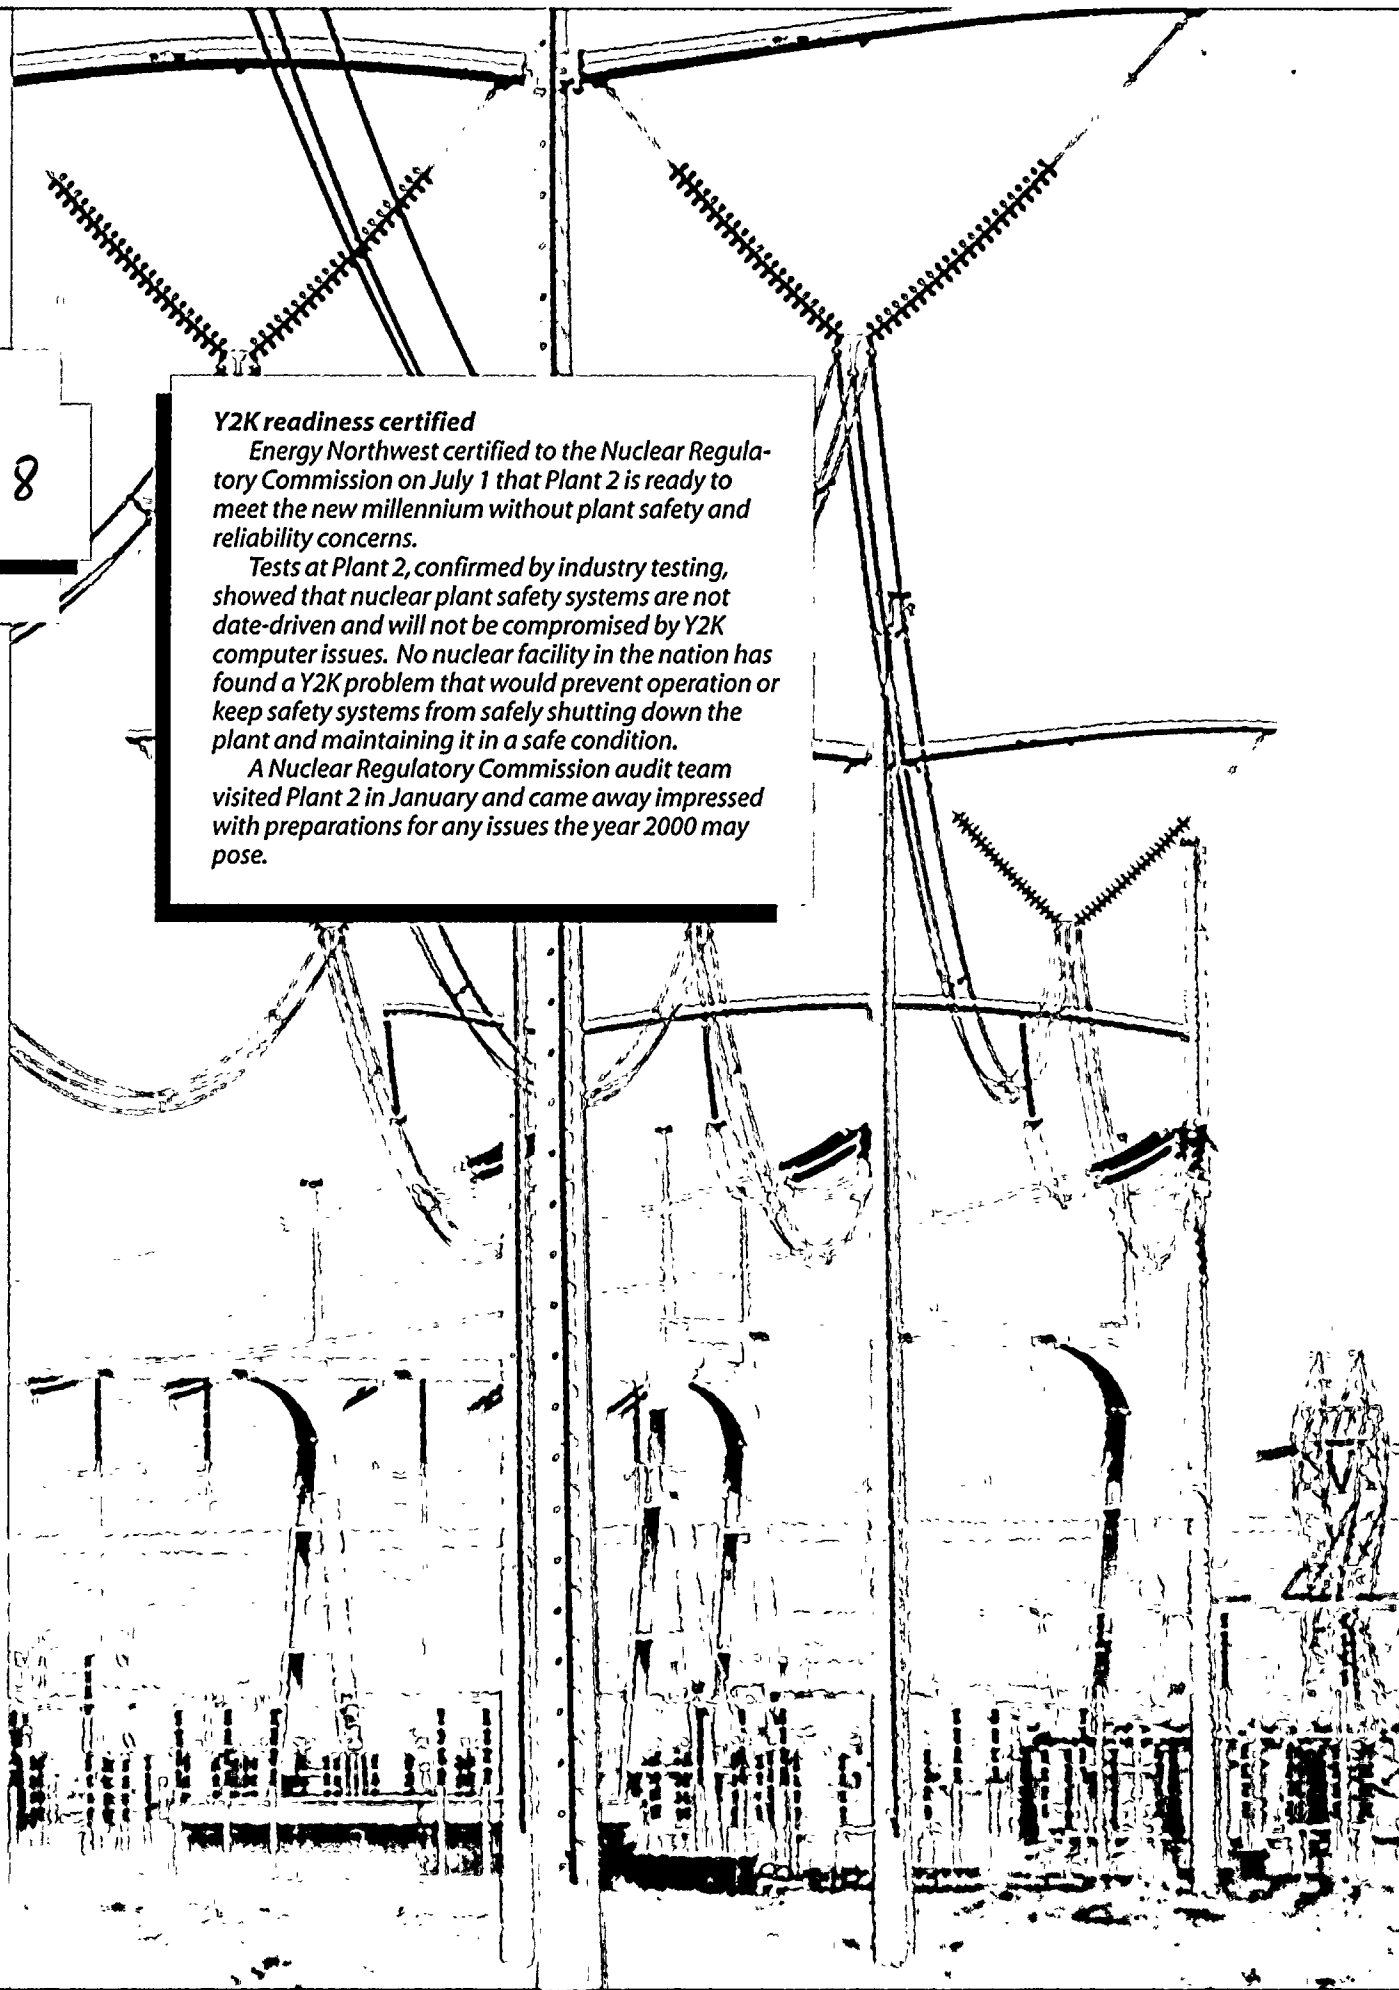 8
Y2K readiness certified
Energy Northwest certified to the Nuclear Regula-
tory Commission on July 1 that Plant 2 is ready to
meet the new millennium without plant safety and
reliability concerns.
Tests at Plant 2, confirmed by industry testing,
showed that nuclear plant safety systems are not
date-driven and will not be compromised by Y2K
computer issues. No nuclear facility in the nation has
found a Y2K problem that would prevent operation or
keep safety systems from safely shutting down the
plant and maintaining it in a safe condition.
A Nuclear Regulatory Commission audit team
visited Plant 2 in January and came away impressed
with preparations for any issues the year 2000 may
pose.